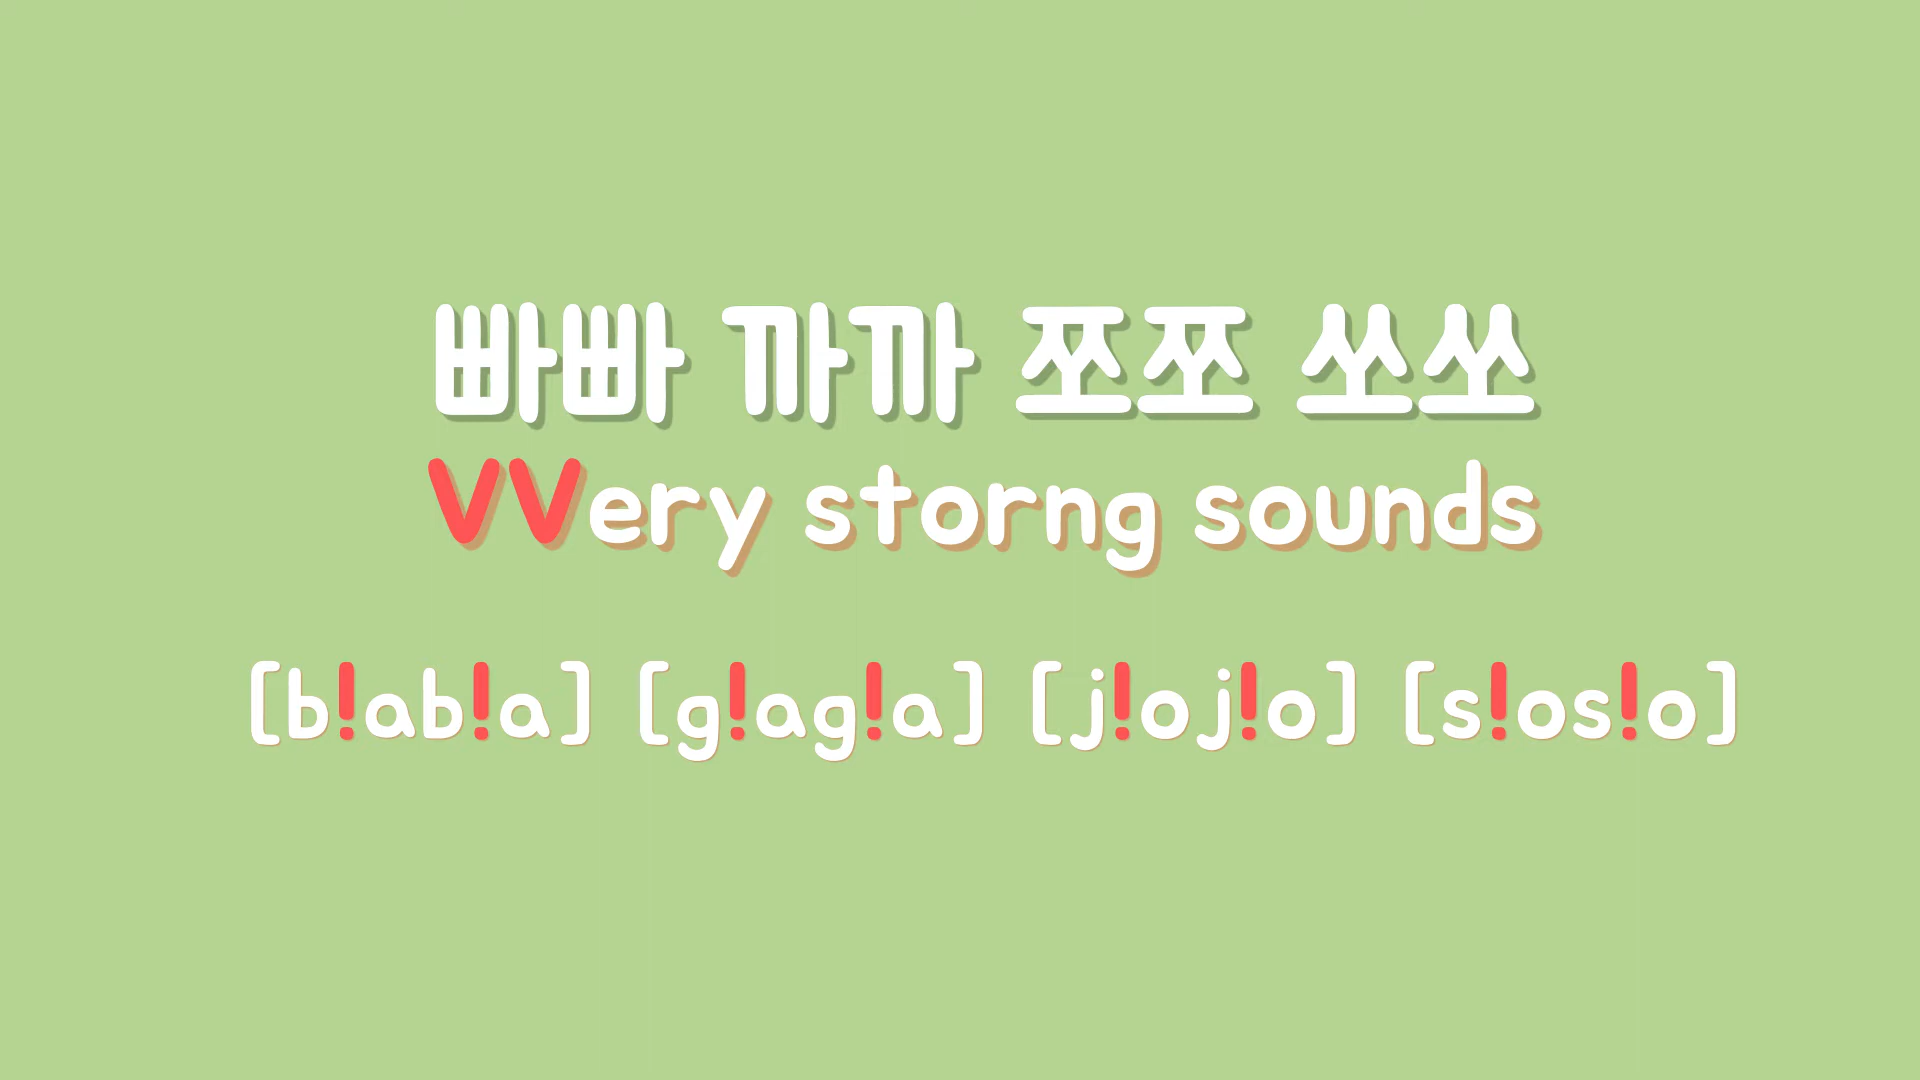 빠빠 까까 쪼쪼 쏘쏘
VVery storng sounds
[b!ab!a] [g!ag!a] [j!oj!o] [s!os!o]